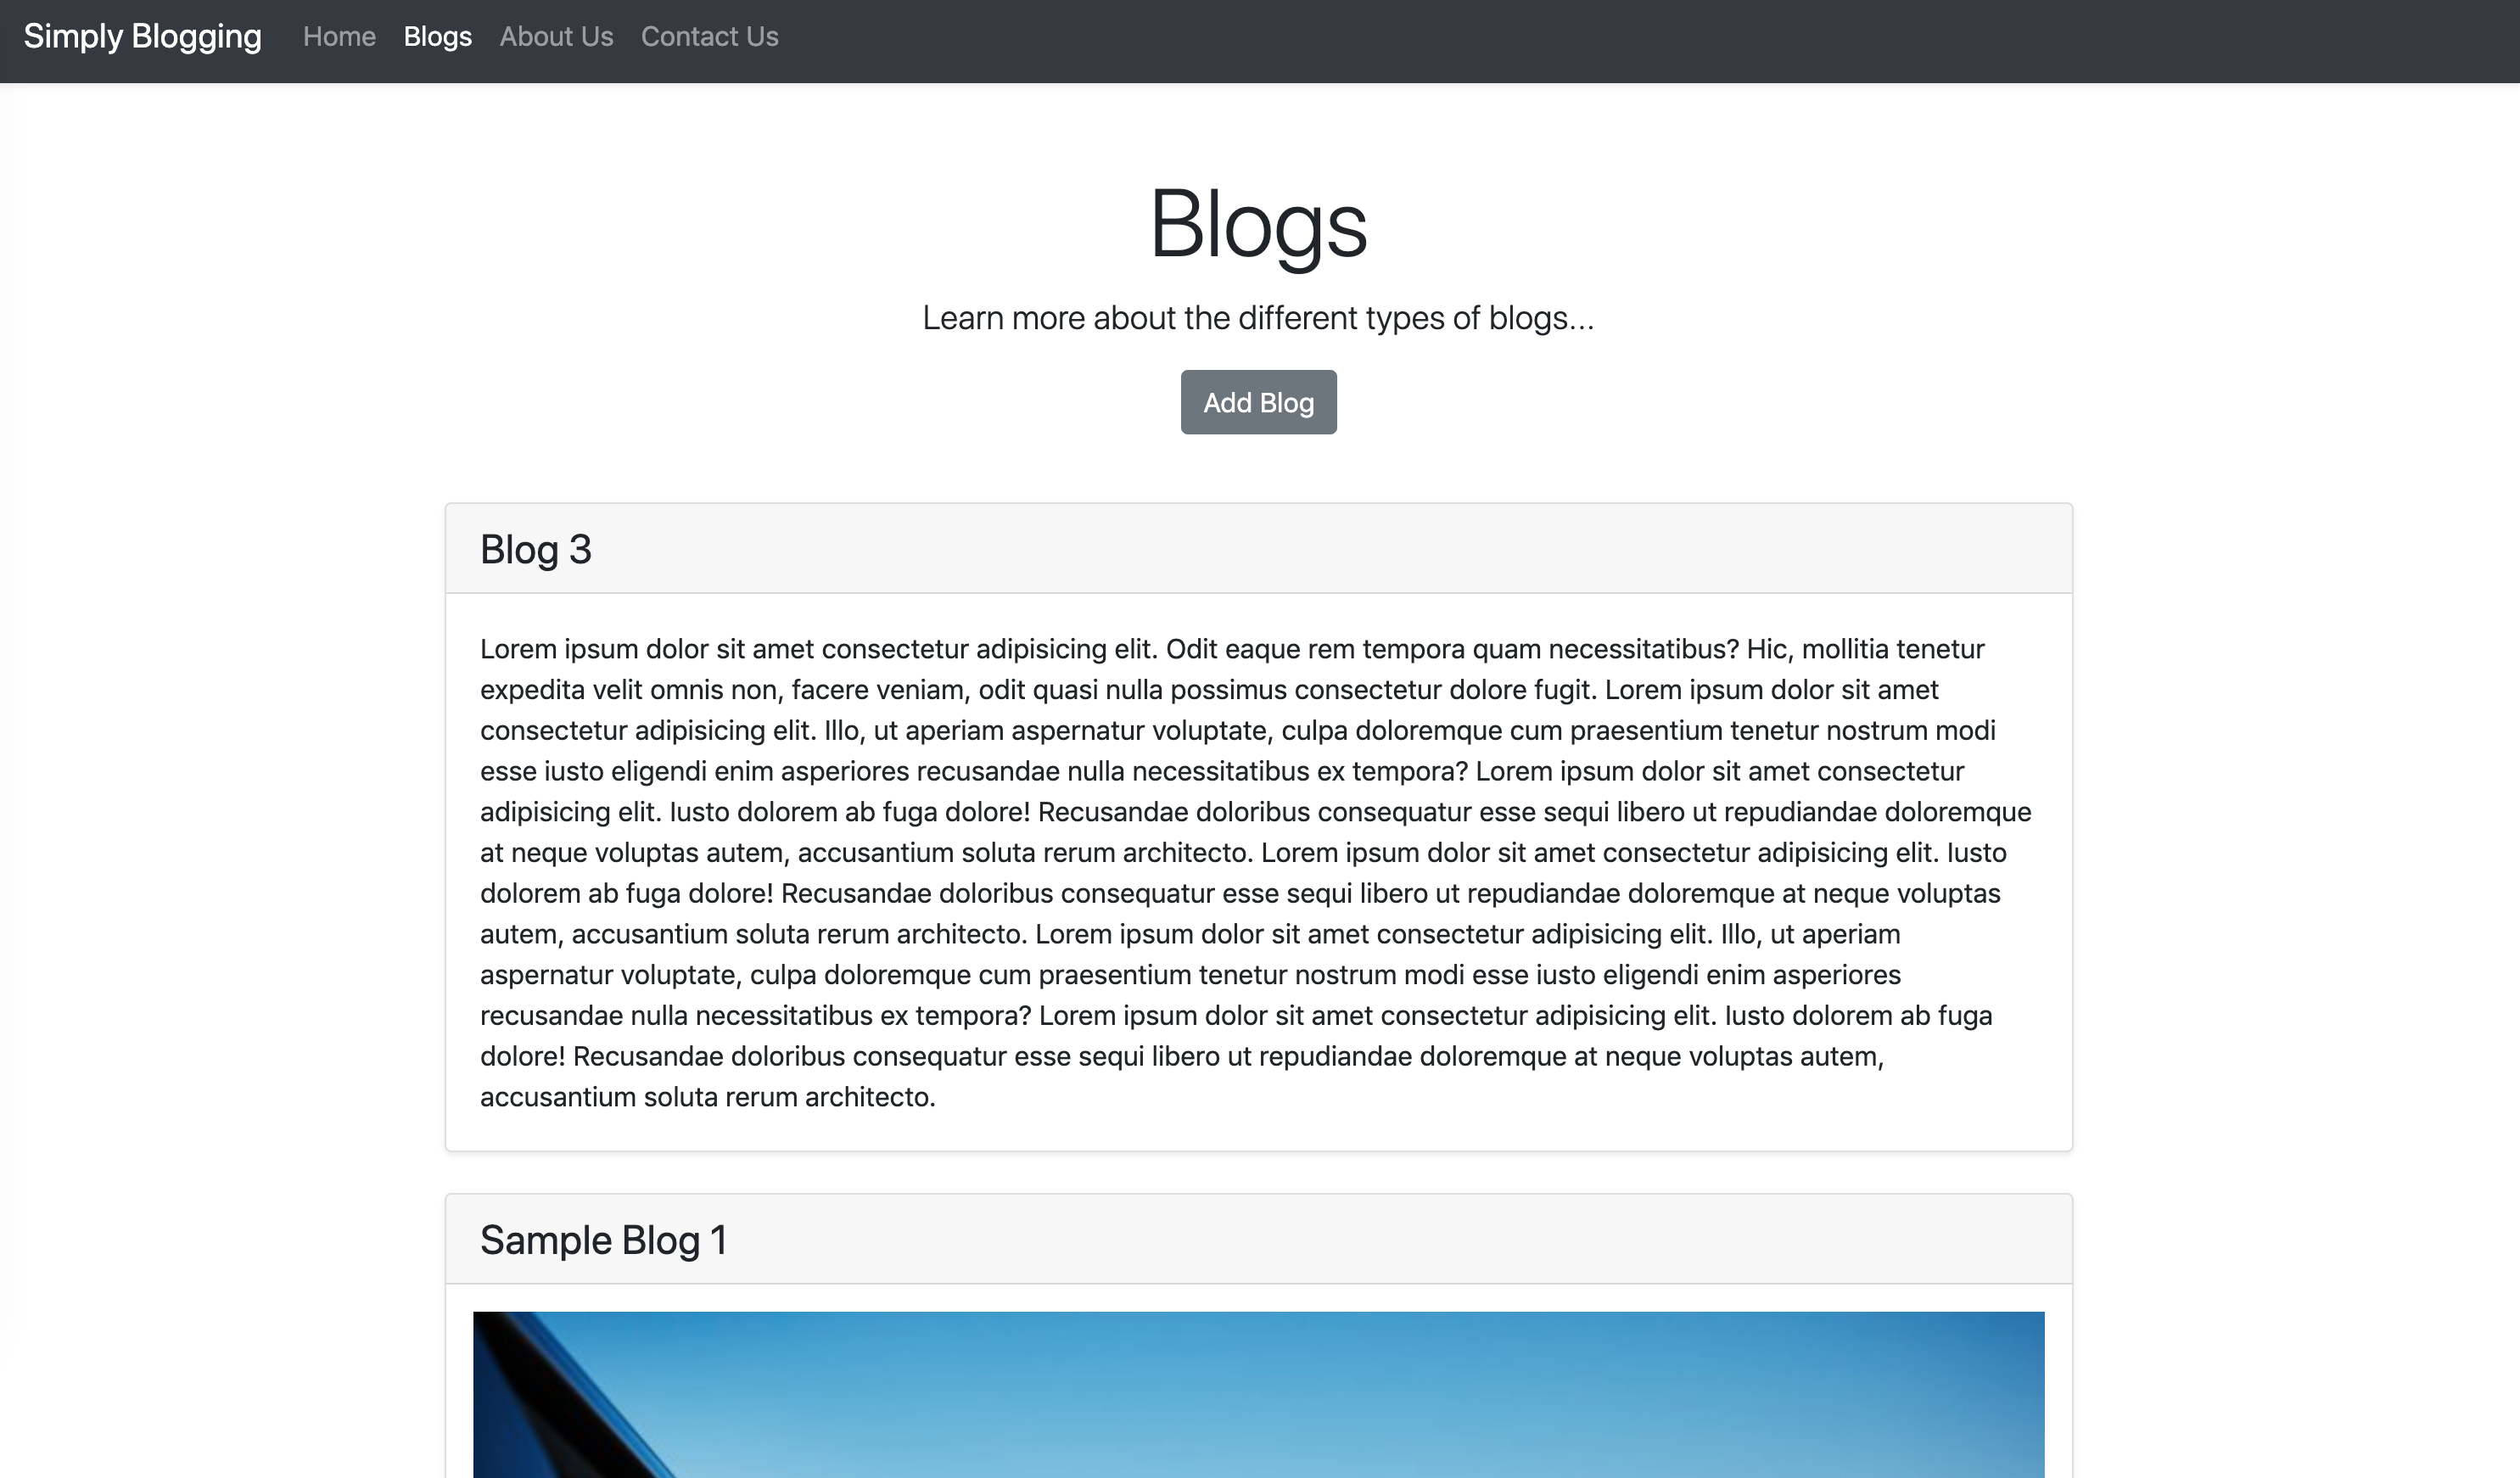 Simply Blogging Home Blogs About Us Contact Us
Blogs
Learn more about the different types of blogs...
Add Blog
Blog 3
Lorem ipsum dolor sit amet consectetur adipisicing elit. Odit eaque rem tempora quam necessitatibus? Hic, mollitia tenetur
expedita velit omnis non, facere veniam, odit quasi nulla possimus consectetur dolore fugit. Lorem ipsum dolor sit amet
consectetur adipisicing elit. Illo, ut aperiam aspernatur voluptate, culpa doloremque cum praesentium tenetur nostrum modi
esse iusto eligendi enim asperiores recusandae nulla necessitatibus ex tempora? Lorem ipsum dolor sit amet consectetur
adipisicing elit. Iusto dolorem ab fuga dolore! Recusandae doloribus consequatur esse sequi libero ut repudiandae doloremque
at neque voluptas autem, accusantium soluta rerum architecto. Lorem ipsum dolor sit amet consectetur adipisicing elit. Iusto
dolorem ab fuga dolore! Recusandae doloribus consequatur esse sequi libero ut repudiandae doloremque at neque voluptas
autem, accusantium soluta rerum architecto. Lorem ipsum dolor sit amet consectetur adipisicing elit. Illo, ut aperiam
aspernatur voluptate, culpa doloremque cum praesentium tenetur nostrum modi esse iusto eligendi enim asperiores
recusandae nulla necessitatibus ex tempora? Lorem ipsum dolor sit amet consectetur adipisicing elit. Iusto dolorem ab fuga
dolore! Recusandae doloribus consequatur esse sequi libero ut repudiandae doloremque at neque voluptas autem,
accusantium soluta rerum architecto.
Sample Blog 1